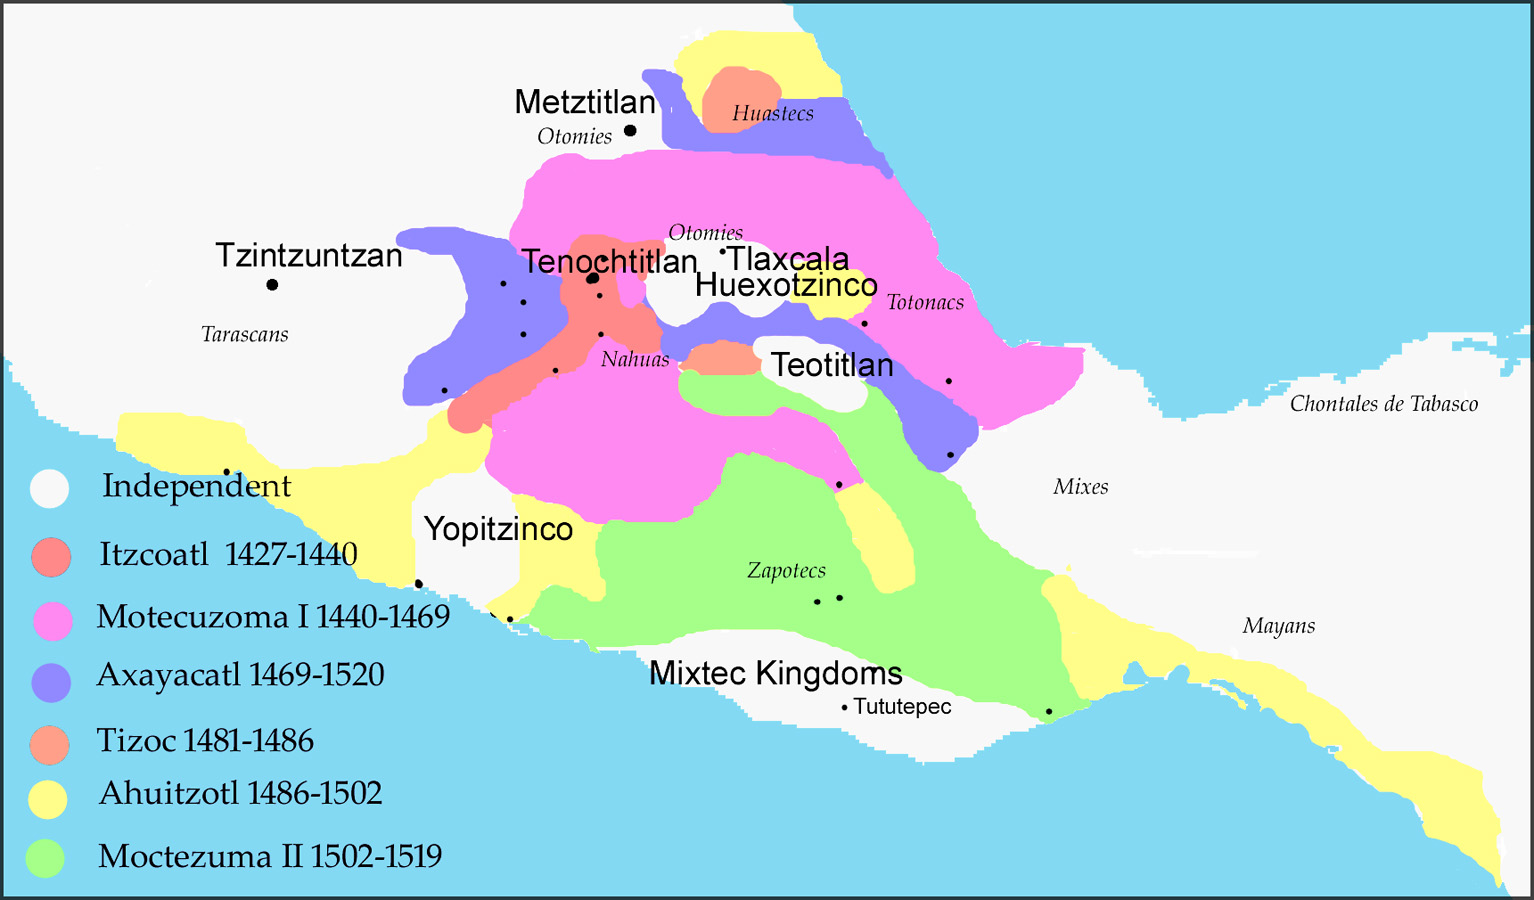 Metztitlan
Otomies
Huastecs
Otomies
Tzintzuntzan
Tenochtitlan
Tlaxcala
Huexotzinco
Totonacs
Tarascans
Nahuas
Teotitlan
Chontales de Tabasco
Mixes
Yopitzinco
Zapotecs
Mayans
Mixtec Kingdoms
Tututepec
Independent
Itzcoatl 1427-1440
Motecuzoma I 1440-1469
Axayacatl 1469-1520
Tizoc 1481-1486
Ahuitzotl 1486-1502
Moctezuma II 1502-1519